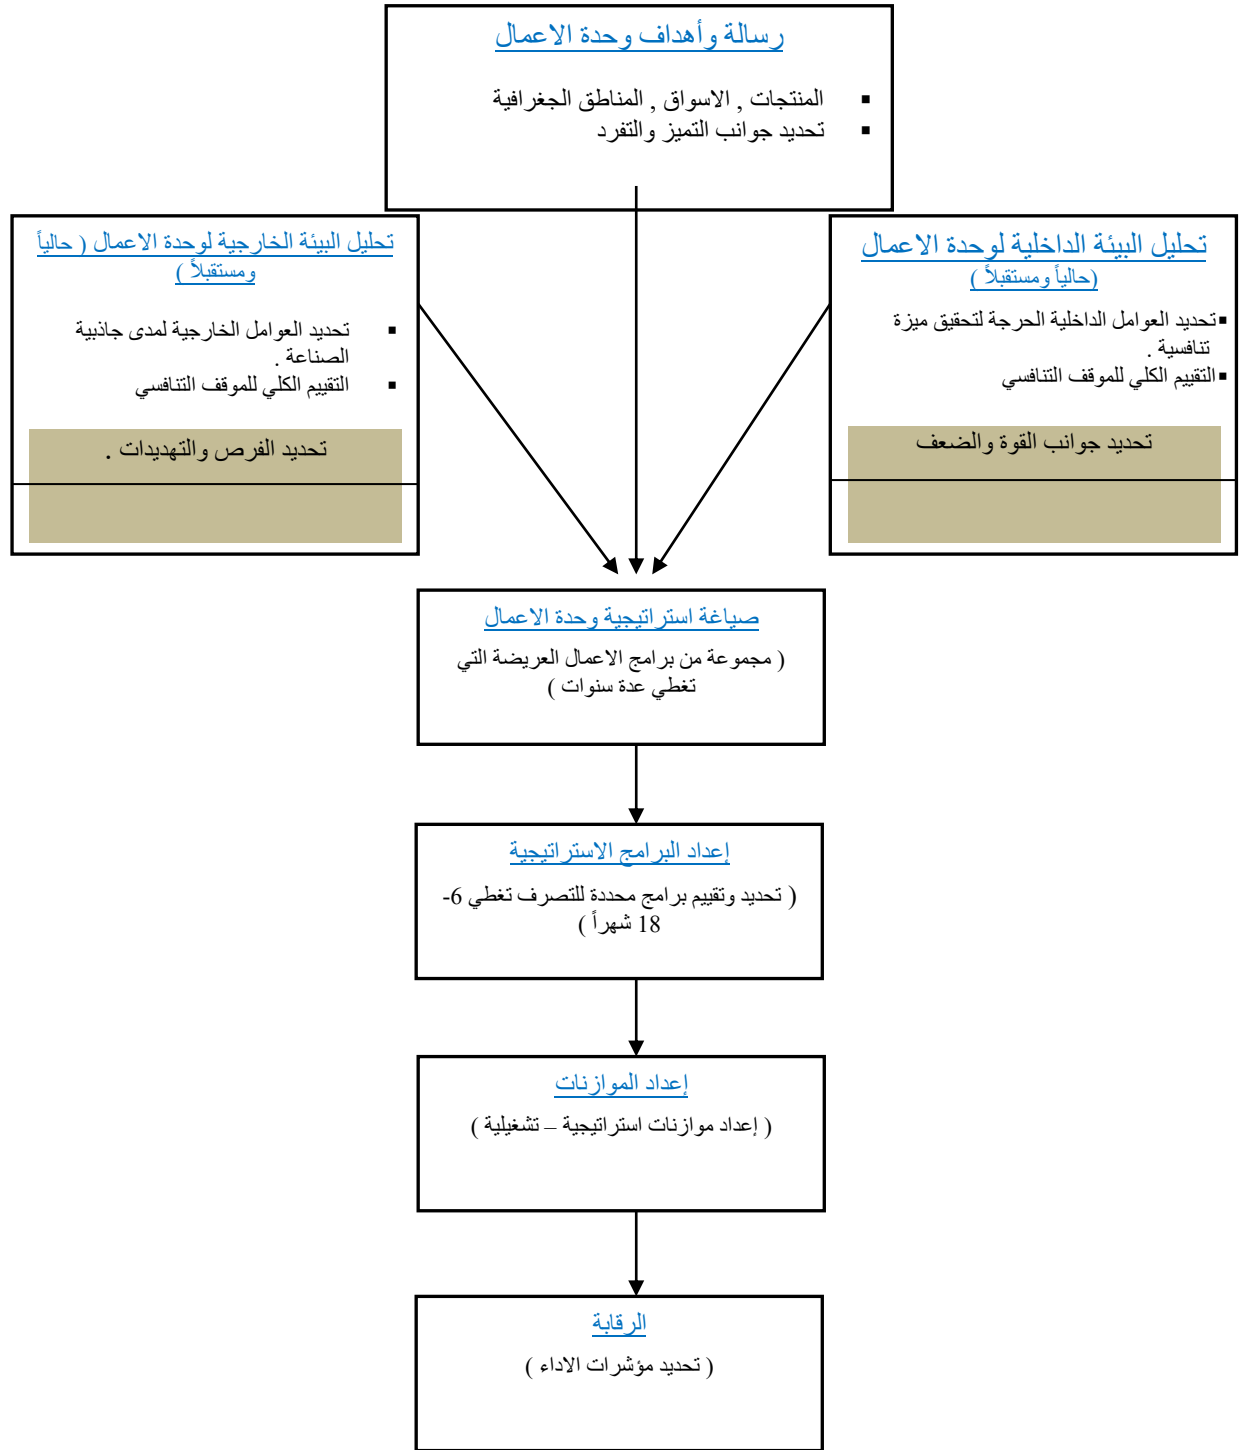 رسالة وأهداف وحدة الاعمال
▪ المنتجات , الاسواق , المناطق الجغرافية
▪ تحديد جوانب التميز والتفرد
تحليل البيئة الداخلية لوحدة الاعمال
(حالياً ومستقبلاً )
▪ تحديد العوامل الداخلية الحرجة لتحقيق ميزة
تنافسية .
▪ التقييم الكلي للموقف التنافسي
تحديد جوانب القوة والضعف
تحليل البيئة الخارجية لوحدة الاعمال ( حالياً
ومستقبلاً )
▪ تحديد العوامل الخارجية لمدى جاذبية
الصناعة .
▪ التقييم الكلي للموقف التنافسي
تحديد الفرص والتهديدات .
صياغة استراتيجية وحدة الاعمال
( مجموعة من برامج الاعمال العريضة التي
تغطي عدة سنوات )
إعداد البرامج الاستراتيجية
( تحديد وتقييم برامج محددة للتصرف تغطي 6-
18 شهراً )
إعداد الموازنات
( إعداد موازنات استراتيجية – تشغيلية )
الرقابة
( تحديد مؤشرات الاداء )